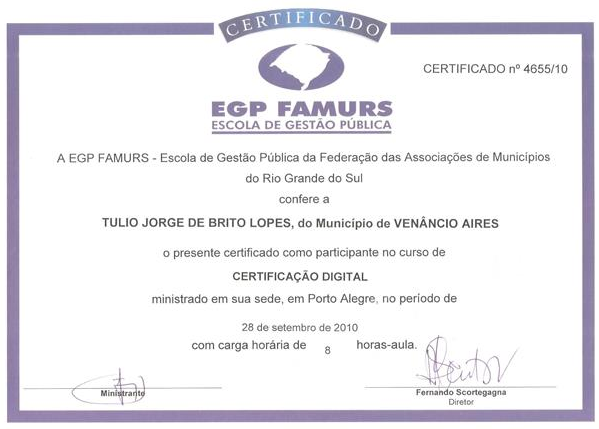 CERTIFICADO
CERTIFICADO nº 4655/10
EGP FAMURS
ESCOLA DE GESTÃO PÚBLICA
A EGP FAMURS - Escola de Gestão Pública da Federação das Associações de Municípios
do Rio Grande do Sul
confere a
TULIO JORGE DE BRITO LOPES, do Município de VENÂNCIO AIRES
o presente certificado como participante no curso de
CERTIFICAÇÃO DIGITAL
ministrado em sua sede, em Porto Alegre, no período de
28 de setembro de 2010
com carga horária de 8 horas-aula.
Ministrante
Fernando Scortegagna
Diretor